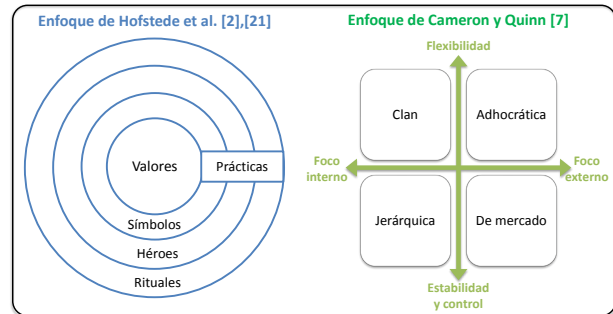 Enfoque de Hofstede et al. [2],[21]
Valores
Prácticas
Símbolos
Héroes
Rituales
Enfoque de Cameron y Quinn [7]
Flexibilidad
Clan
Adhocrática
Foco
interno
Foco
externo
Jerárquica
De mercado
Estabilidad
y control